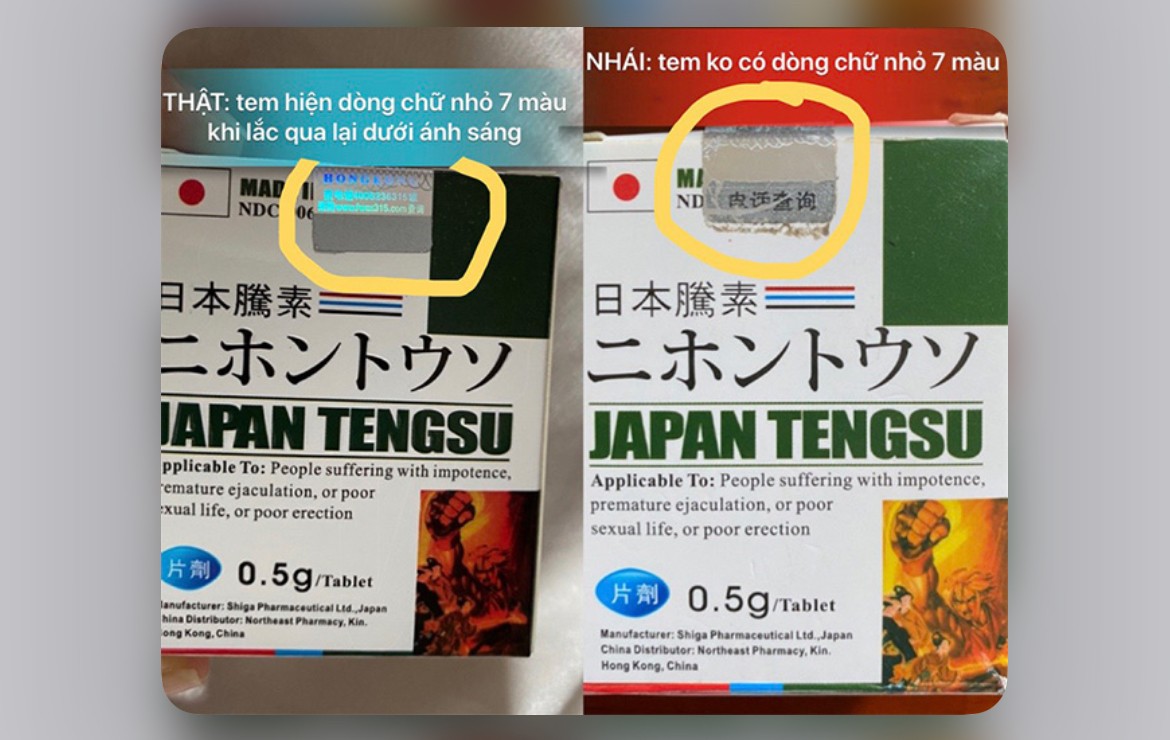 THẬT: tem hiện dòng chữ nhỏ 7 màu
khi lắc qua lại dưới ánh sáng
MADE
NDC
日本騰素
ニホントウソ
JAPAN TENGSU
Applicable To: People suffering with impotence,
premature ejaculation, or poor
sexual life, or poor erection
片劑
0.5g/Tablet
Manufacturer: Shiga Pharmaceutical Ltd.,Japan
China Distributor: Northeast Pharmacy, Kin.
Hong Kong, China
NHÁI: tem ko có dòng chữ nhỏ 7 màu
MA
ND
电话查询
日本騰素
ニホントウソ
JAPAN TENGSU
Applicable To: People suffering with impotence,
premature ejaculation, or poor
sexual life, or poor erection
片劑
0.5g/Tablet
Manufacturer: Shiga Pharmaceutical Ltd.,Japan
China Distributor: Northeast Pharmacy, Kin.
Hong Kong, China